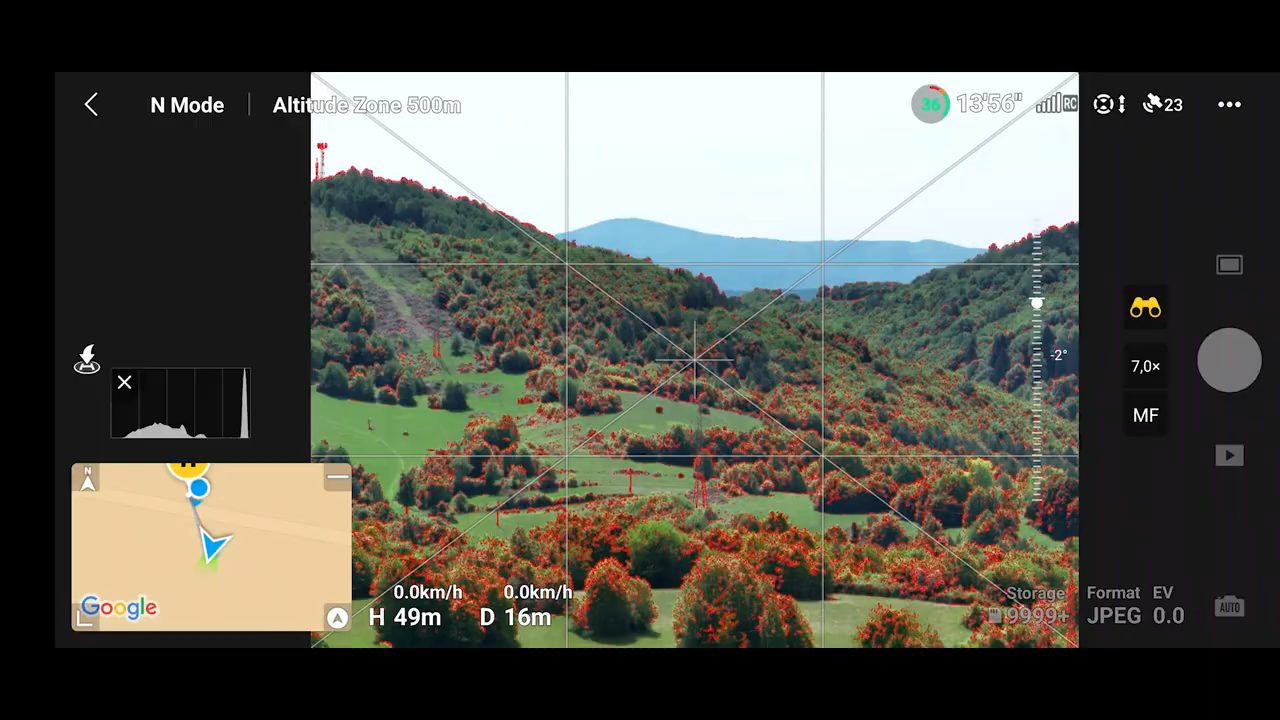 N Mode
Altitude Zone 500m
36
13'56"
RC
23
-2°
7,0×
MF
N
Google
0.0km/h
0.0km/h
H 49m
D 16m
Storage
9999+
Format
JPEG
EV
0.0
AUTO